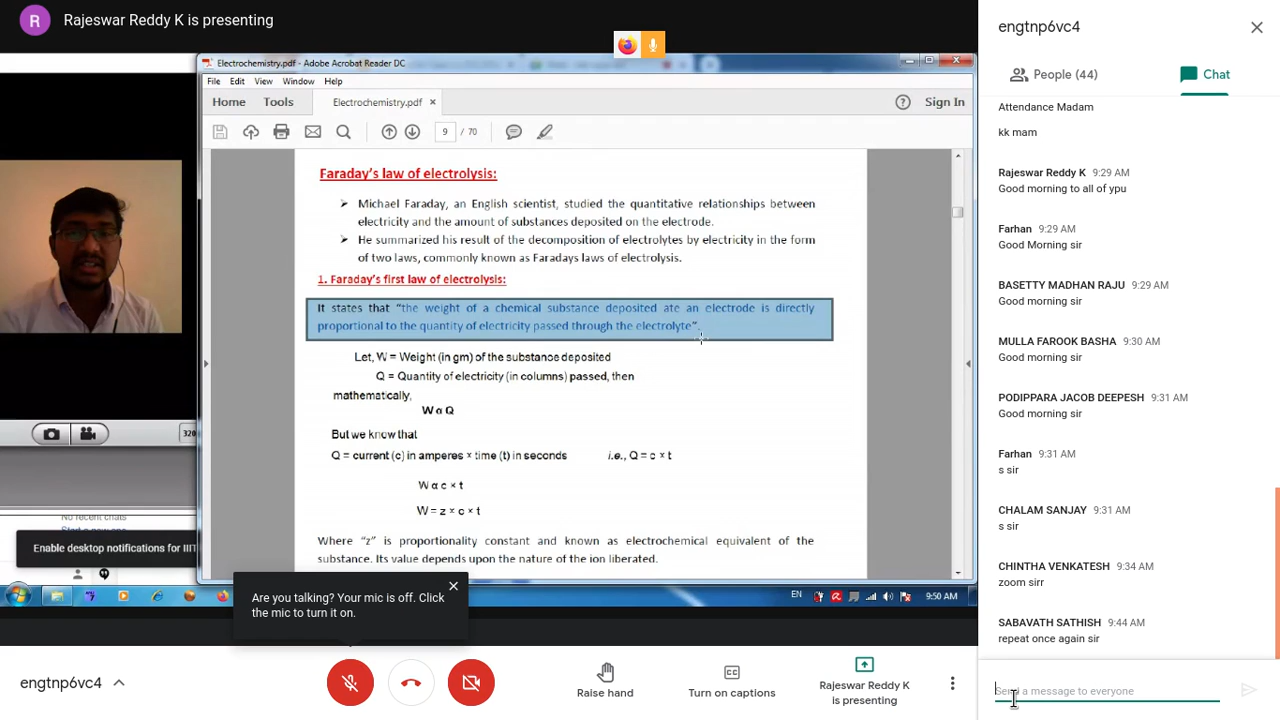 R
Rajeswar Reddy K is presenting
Electrochemistry.pdf - Adobe Acrobat Reader DC
File Edit View Window Help
Home Tools Electrochemistry.pdf × ? Sign In
9 / 70
Faraday's law of electrolysis:
➢ Michael Faraday, an English scientist, studied the quantitative relationships between
electricity and the amount of substances deposited on the electrode.
➢ He summarized his result of the decomposition of electrolytes by electricity in the form
of two laws, commonly known as Faradays laws of electrolysis.
1. Faraday's first law of electrolysis:
It states that "the weight of a chemical substance deposited ate an electrode is directly
proportional to the quantity of electricity passed through the electrolyte".
Let, W = Weight (in gm) of the substance deposited
Q = Quantity of electricity (in columns) passed, then
mathematically,
W α Q
But we know that
Q = current (c) in amperes × time (t) in seconds i.e., Q = c × t
W α c × t
W = z × c × t
Where "z" is proportionality constant and known as electrochemical equivalent of the
substance. Its value depends upon the nature of the ion liberated.
320
No recent chats
Enable desktop notifications for IIIT
EN 9:50 AM
Are you talking? Your mic is off. Click
the mic to turn it on.
engtnp6vc4
Raise hand
Turn on captions
Rajeswar Reddy K
is presenting
engtnp6vc4
People (44) Chat
Attendance Madam
kk mam
Rajeswar Reddy K 9:29 AM
Good morning to all of ypu
Farhan 9:29 AM
Good Morning sir
BASETTY MADHAN RAJU 9:29 AM
Good morning sir
MULLA FAROOK BASHA 9:30 AM
Good morning sir
PODIPPARA JACOB DEEPESH 9:31 AM
Good morning sir
Farhan 9:31 AM
s sir
CHALAM SANJAY 9:31 AM
s sir
CHINTHA VENKATESH 9:34 AM
zoom sirr
SABAVATH SATHISH 9:44 AM
repeat once again sir
Send a message to everyone